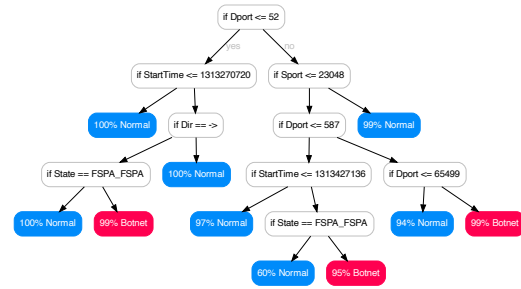 if Dport <= 52
yes
no
if StartTime <= 1313270720
if Sport <= 23048
100% Normal
if Dir == ->
if Dport <= 587
99% Normal
if State == FSPA_FSPA
100% Normal
if StartTime <= 1313427136
if Dport <= 65499
100% Normal
99% Botnet
97% Normal
if State == FSPA_FSPA
94% Normal
99% Botnet
60% Normal
95% Botnet